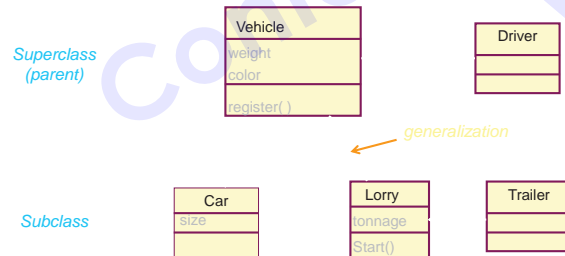 Superclass
(parent)
Vehicle
weight
color
register( )
Driver
generalization
Subclass
Car
size
Lorry
tonnage
Start()
Trailer